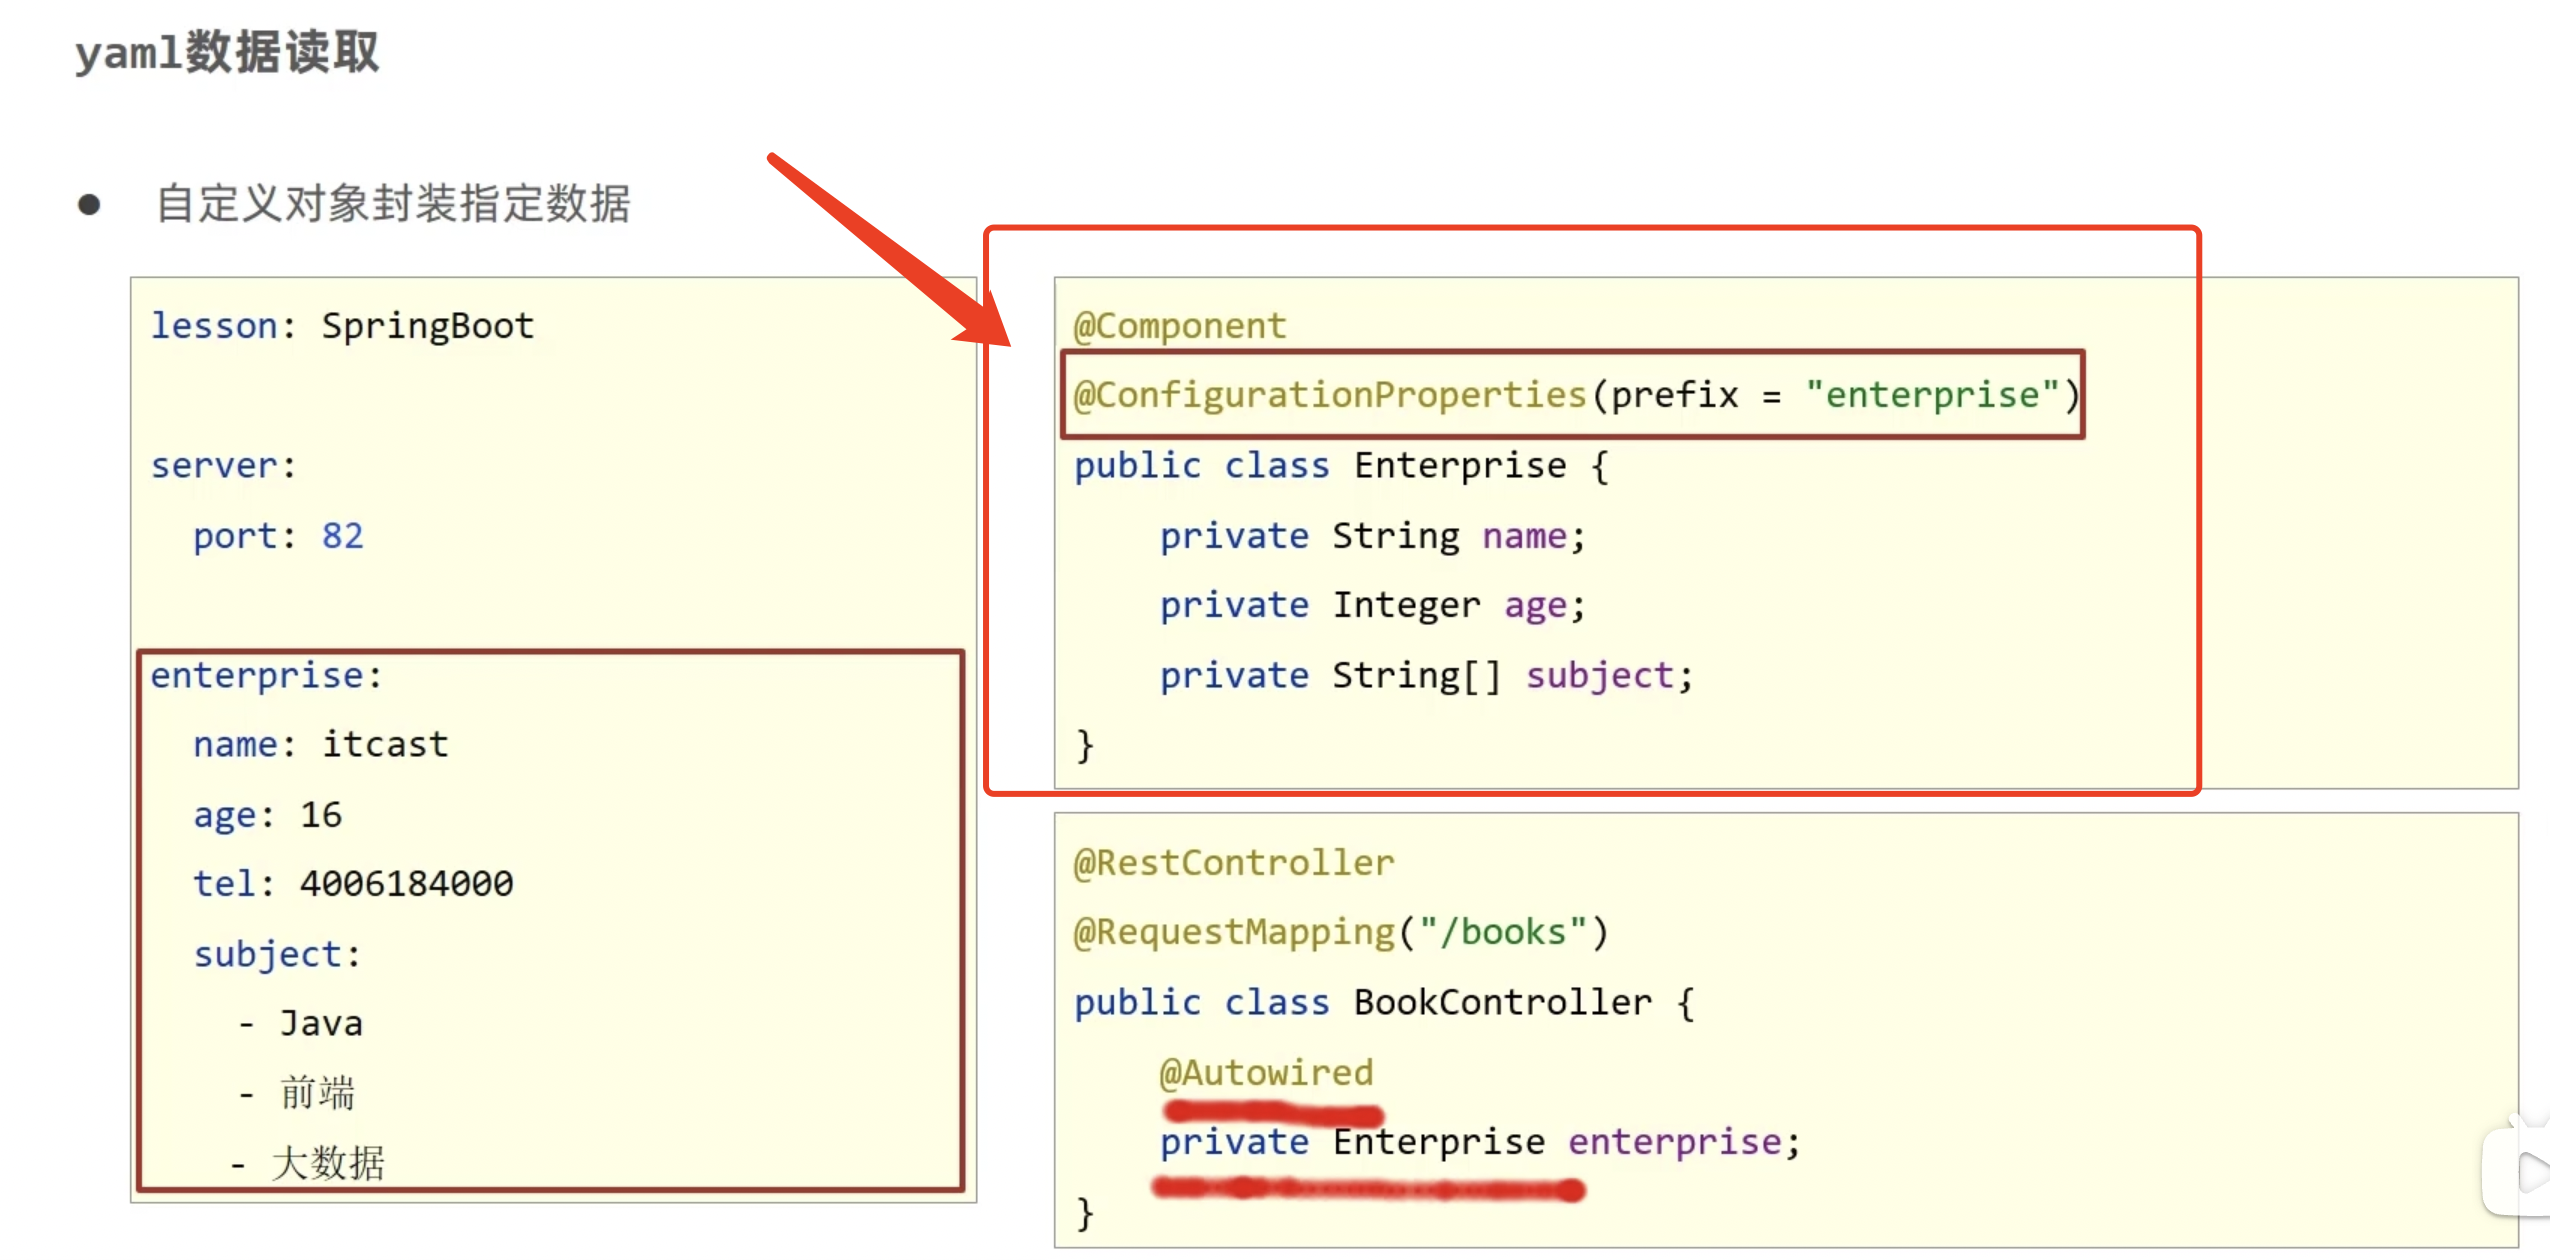 yaml数据读取
● 自定义对象封装指定数据
lesson: SpringBoot
server:
port: 82
enterprise:
name: itcast
age: 16
tel: 4006184000
subject:
- Java
- 前端
- 大数据
@Component
@ConfigurationProperties(prefix = "enterprise")
public class Enterprise {
private String name;
private Integer age;
private String[] subject;
}
@RestController
@RequestMapping("/books")
public class BookController {
@Autowired
private Enterprise enterprise;
}